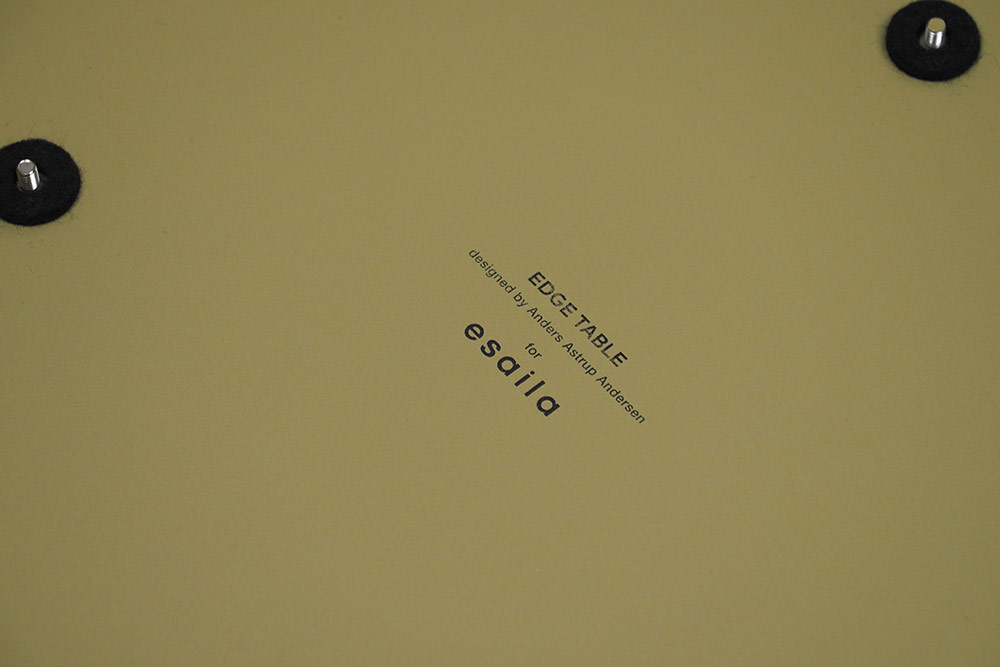 EDGE TABLE
designed by Anders Astrup Andersen
for
esaila